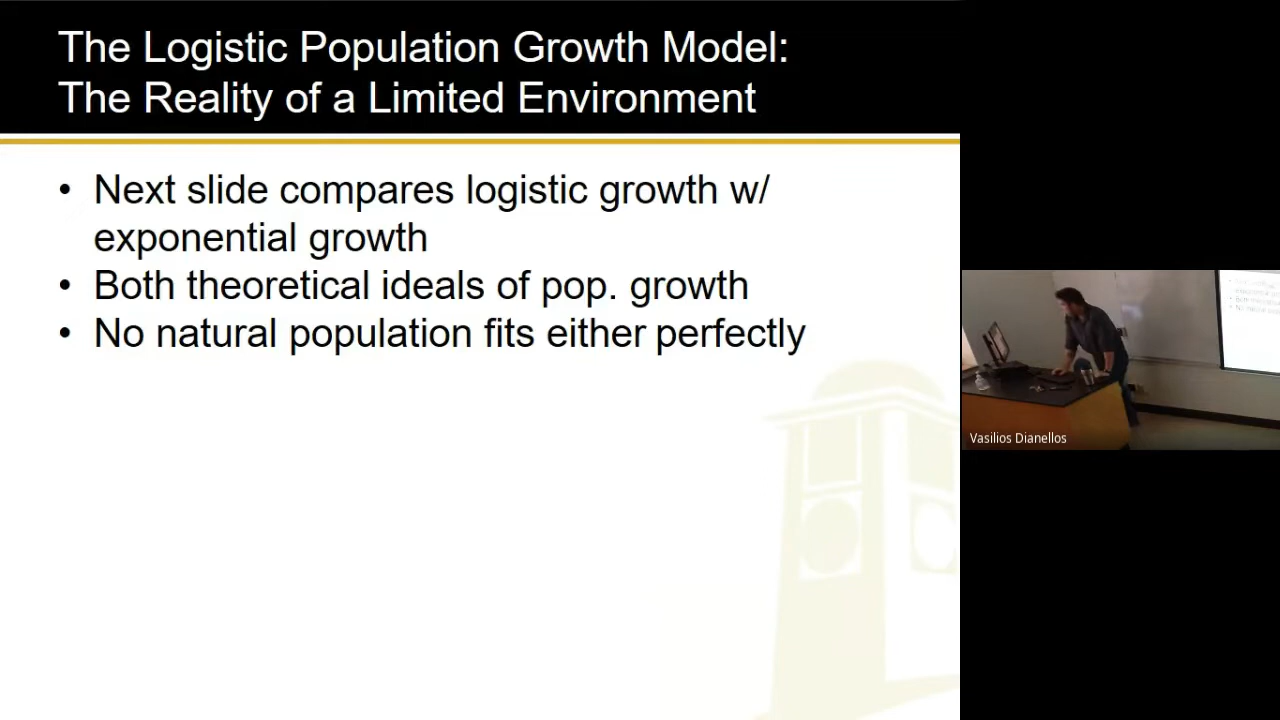 The Logistic Population Growth Model:
The Reality of a Limited Environment
• Next slide compares logistic growth w/
exponential growth
• Both theoretical ideals of pop. growth
• No natural population fits either perfectly
Vasilios Dianellos